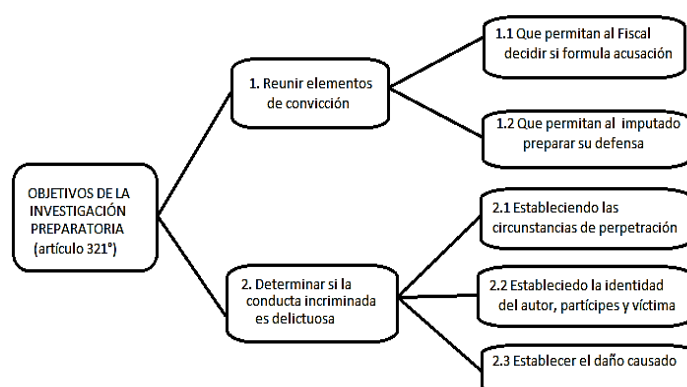 OBJETIVOS DE LA
INVESTIGACIÓN
PREPARATORIA
(artículo 321°)
1. Reunir elementos
de convicción
1.1 Que permitan al Fiscal
decidir si formula acusación
1.2 Que permitan al imputado
preparar su defensa
2. Determinar si la
conducta incriminada
es delictuosa
2.1 Estableciendo las
circunstancias de perpetración
2.2 Estableciedo la identidad
del autor, partícipes y víctima
2.3 Establecer el daño causado